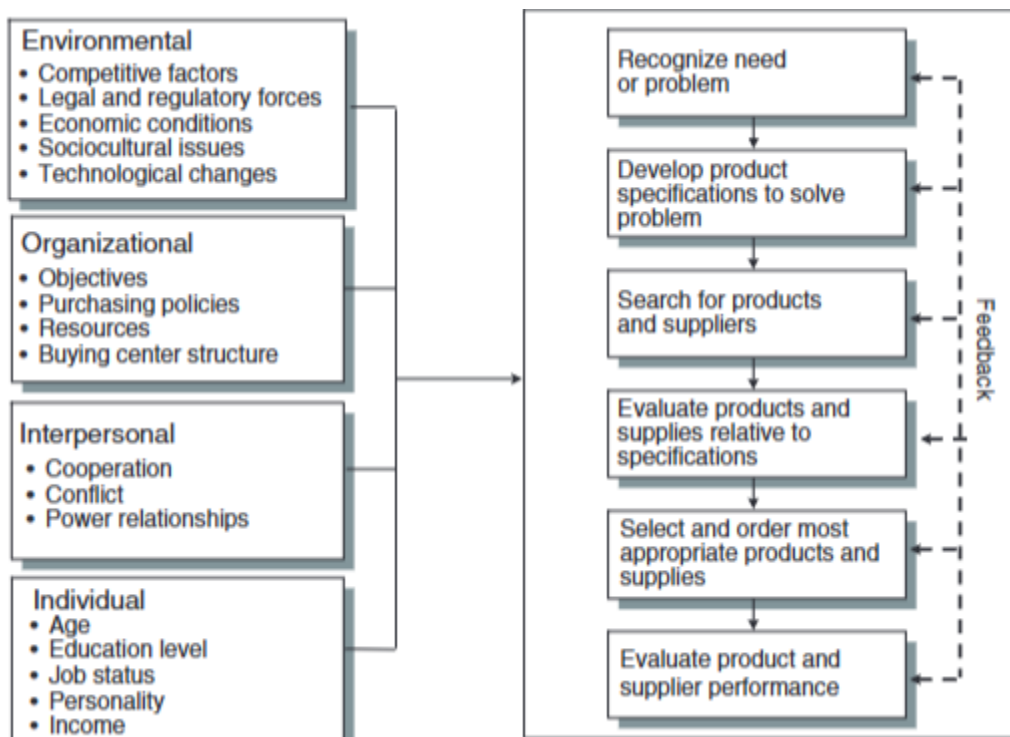 Environmental
• Competitive factors
• Legal and regulatory forces
• Economic conditions
• Sociocultural issues
• Technological changes
Organizational
• Objectives
• Purchasing policies
• Resources
• Buying center structure
Interpersonal
• Cooperation
• Conflict
• Power relationships
Individual
• Age
• Education level
• Job status
• Personality
• Income
Recognize need
or problem
Develop product
specifications to solve
problem
Search for products
and suppliers
Evaluate products and
supplies relative to
specifications
Select and order most
appropriate products and
supplies
Evaluate product and
supplier performance
Feedback